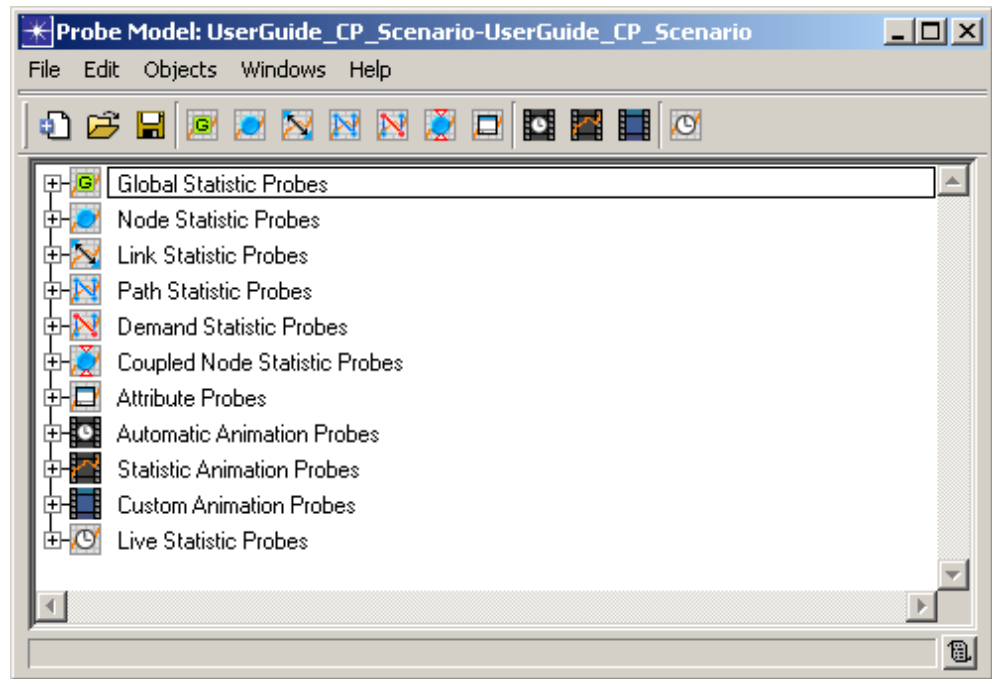 Probe Model: UserGuide_CP_Scenario-UserGuide_CP_Scenario
File Edit Objects Windows Help
Global Statistic Probes
Node Statistic Probes
Link Statistic Probes
Path Statistic Probes
Demand Statistic Probes
Coupled Node Statistic Probes
Attribute Probes
Automatic Animation Probes
Statistic Animation Probes
Custom Animation Probes
Live Statistic Probes